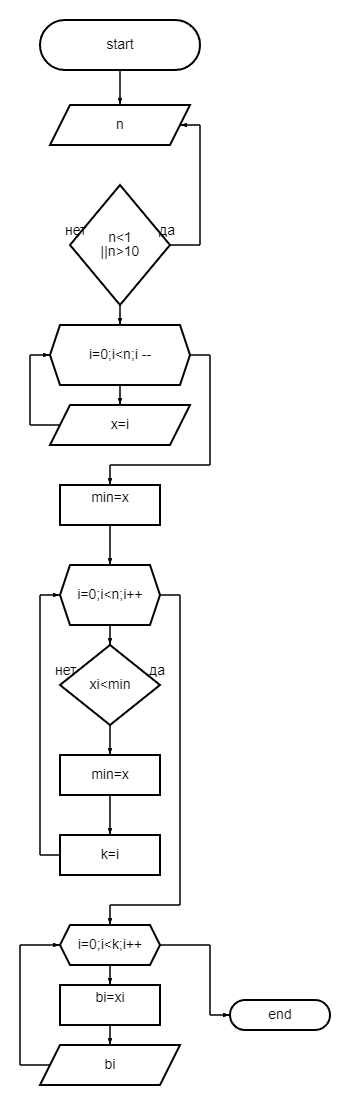 start
n
нет
да
n<1
||n>10
i=0;i<n;i --
x=i
min=x
i=0;i<n;i++
нет
да
xi<min
min=x
k=i
i=0;i<k;i++
bi=xi
end
bi